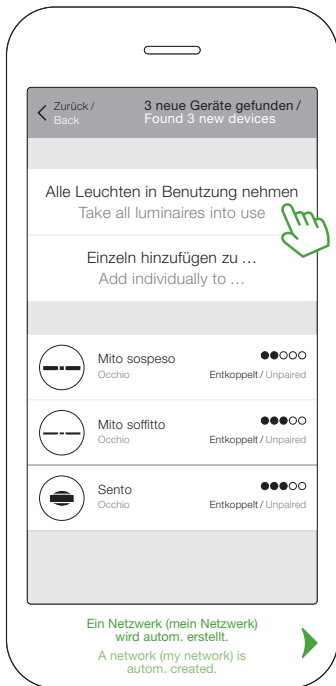 Zurück /
Back
3 neue Geräte gefunden /
Found 3 new devices
Alle Leuchten in Benutzung nehmen
Take all luminaires into use
Einzeln hinzufügen zu …
Add individually to …
Mito sospeso
Occhio
Entkoppelt / Unpaired
Mito soffitto
Occhio
Entkoppelt / Unpaired
Sento
Occhio
Entkoppelt / Unpaired
Ein Netzwerk (mein Netzwerk)
wird autom. erstellt.
A network (my network) is
autom. created.